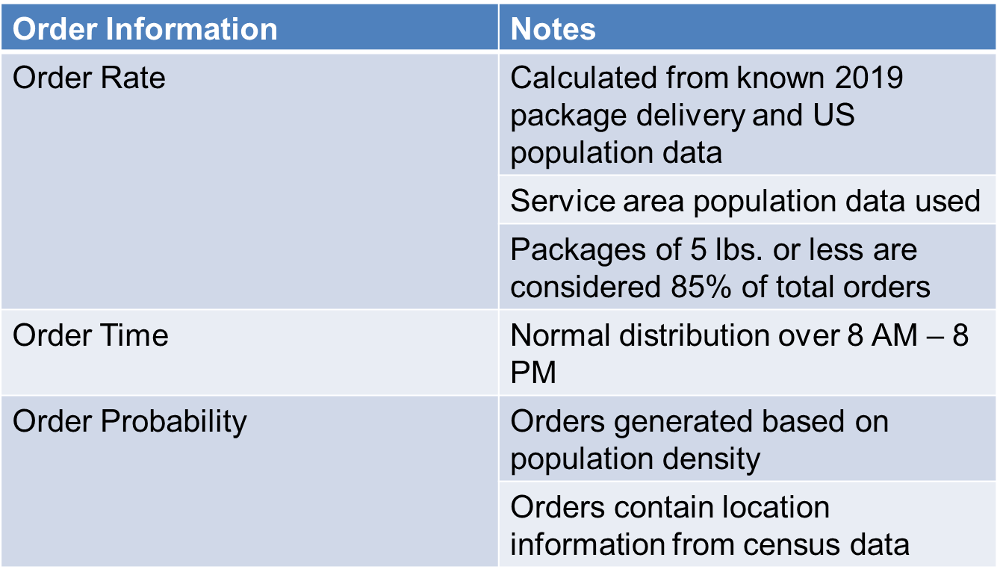 Order Information
Notes
Order Rate
Calculated from known 2019
package delivery and US
population data
Service area population data used
Packages of 5 lbs. or less are
considered 85% of total orders
Order Time
Normal distribution over 8 AM – 8
PM
Order Probability
Orders generated based on
population density
Orders contain location
information from census data